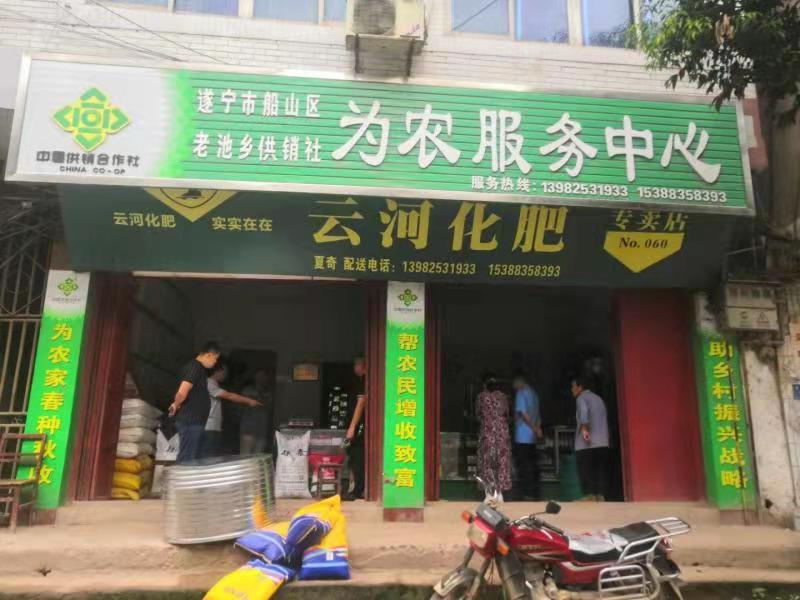 遂宁市船山区
老池乡供销社
为农服务中心
中国供销合作社
CHINA CO-OP
服务热线：13982531933 15388358393
云河化肥 实实在在
云河化肥
专卖店
No. 060
夏奇 配送电话：13982531933 15388358393
为农家春种秋收
帮农民增收致富
助乡村振兴战略